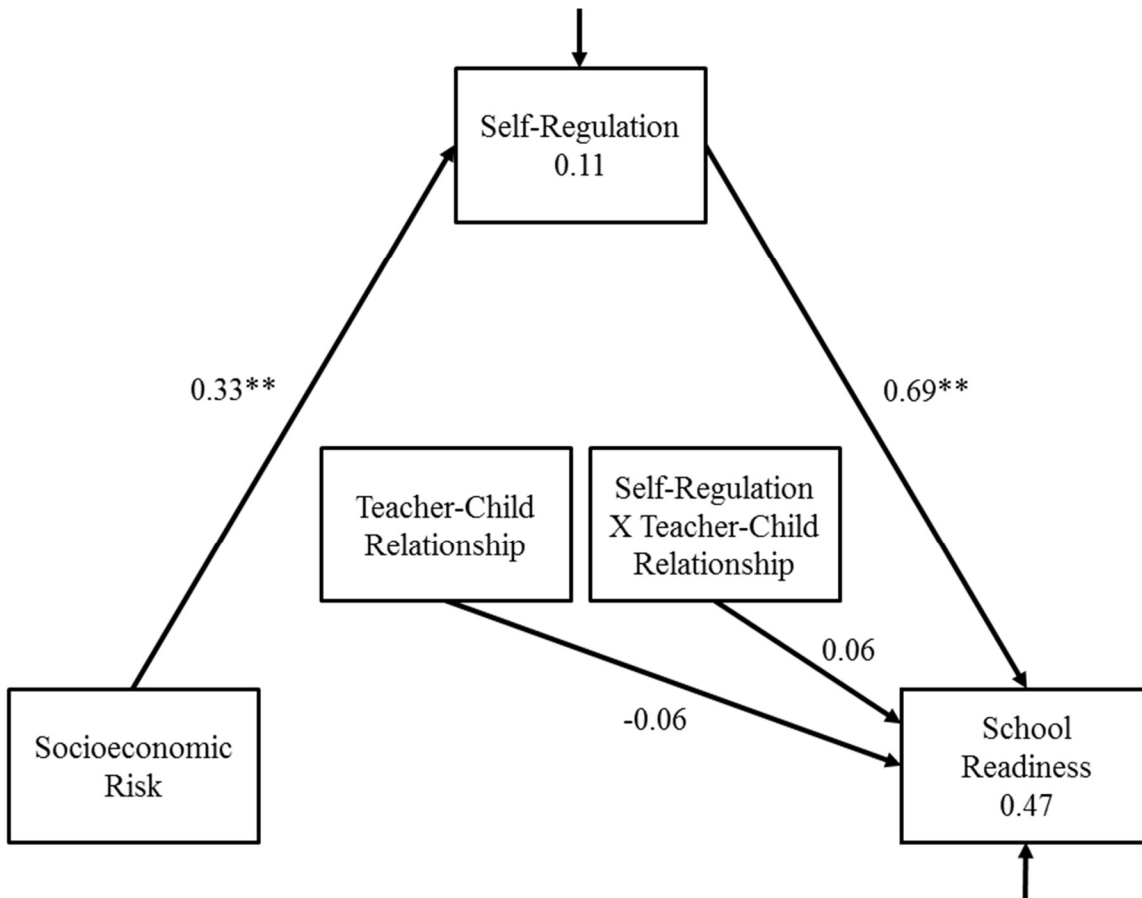 Self-Regulation
0.11
0.33**
0.69**
Teacher-Child
Relationship
Self-Regulation
X Teacher-Child
Relationship
0.06
-0.06
Socioeconomic
Risk
School
Readiness
0.47